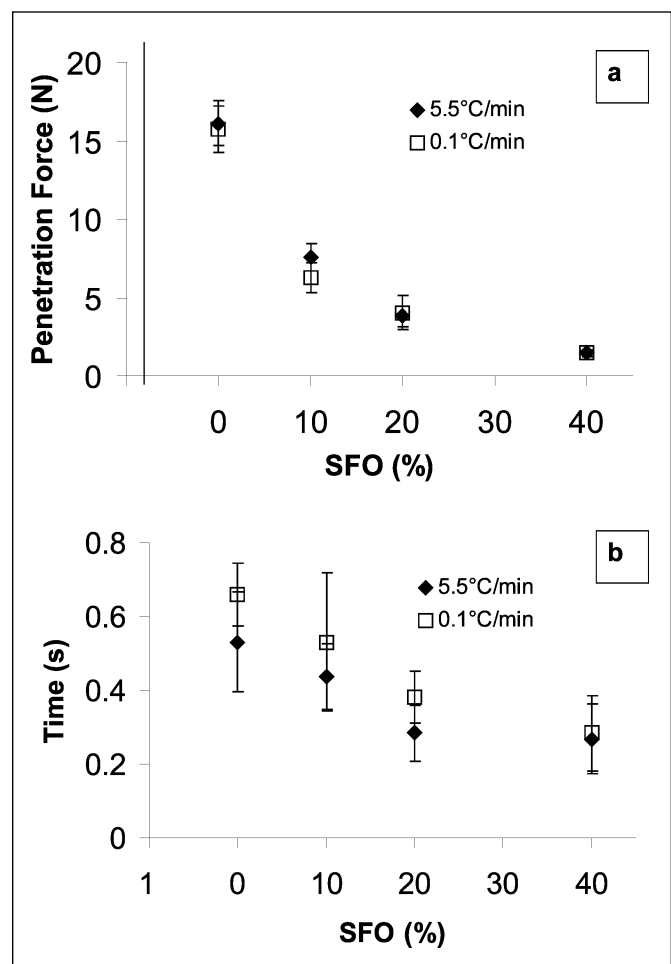 a
20
15
10
5
0
Penetration Force (N)
5.5°C/min
0.1°C/min
0 10 20 30 40
SFO (%)
b
0.8
0.6
0.4
0.2
0
Time (s)
5.5°C/min
0.1°C/min
1 0 10 20 30 40
SFO (%)